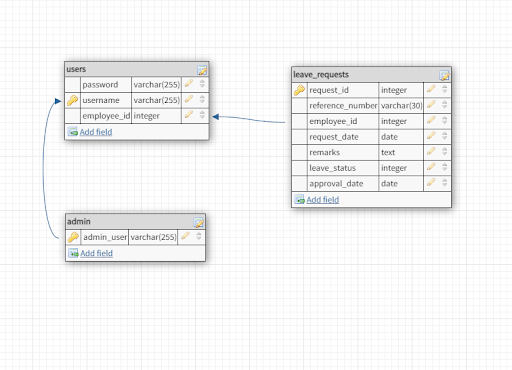 users
password varchar(255)
username varchar(255)
employee_id integer
Add field
leave_requests
request_id integer
reference_number varchar(30)
employee_id integer
request_date date
remarks text
leave_status integer
approval_date date
Add field
admin
admin_user varchar(255)
Add field